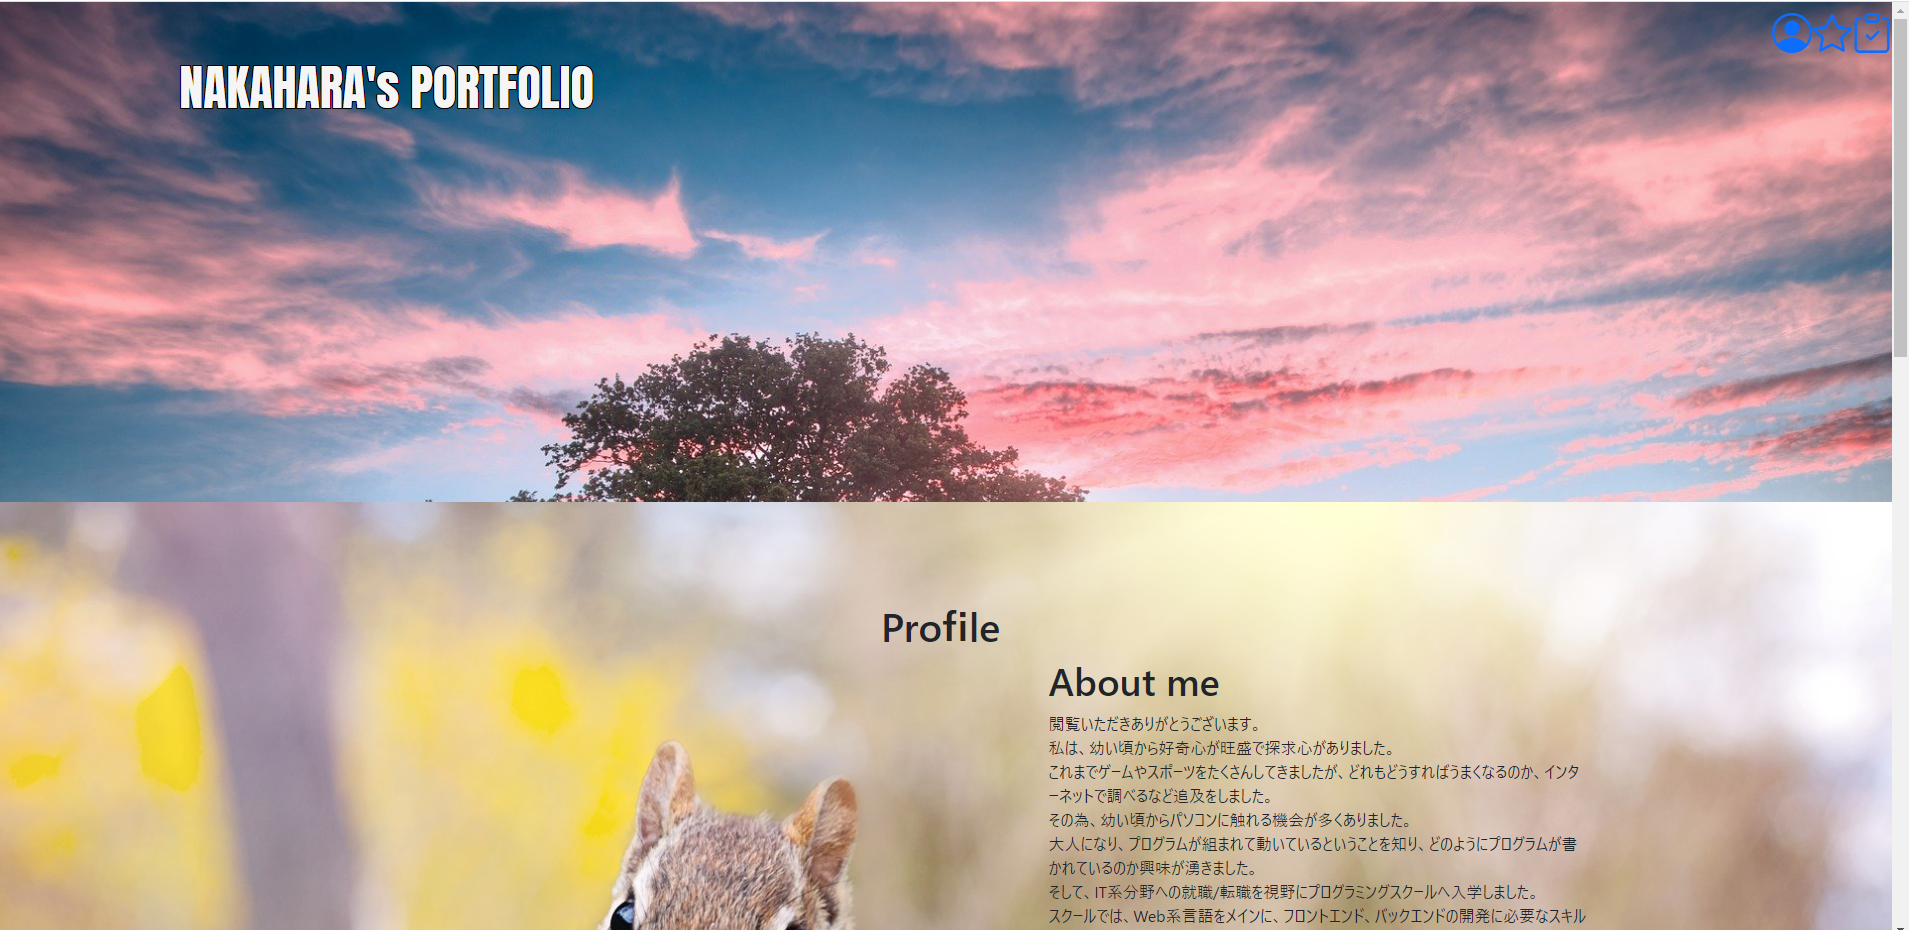 NAKAHARA's PORTFOLIO
Profile
About me
閲覧いただきありがとうございます。
私は、幼い頃から好奇心が旺盛で探求心がありました。
これまでゲームやスポーツをたくさんしてきましたが、どれもどうすればうまくなるのか、インタ
ーネットで調べるなど追及をしました。
その為、幼い頃からパソコンに触れる機会が多くありました。
大人になり、プログラムが組まれて動いているということを知り、どのようにプログラムが書
かれているのか興味が湧きました。
そして、IT系分野への就職/転職を視野にプログラミングスクールへ入学しました。
スクールでは、Web系言語をメインに、フロントエンド、バックエンドの開発に必要なスキル